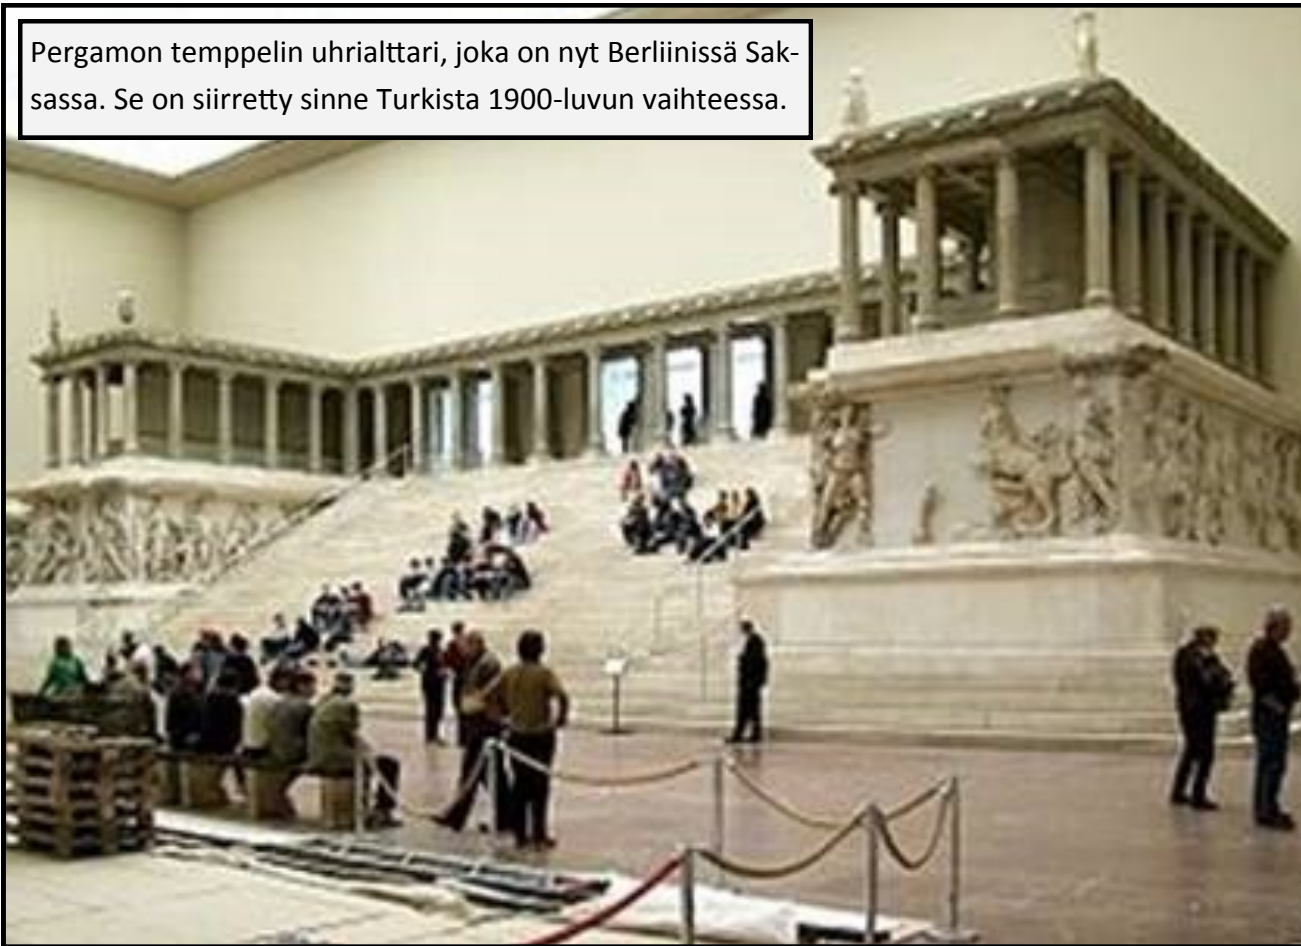 Pergamon temppelin uhrialttari, joka on nyt Berliinissä Sak-
sassa. Se on siirretty sinne Turkista 1900-luvun vaihteessa.